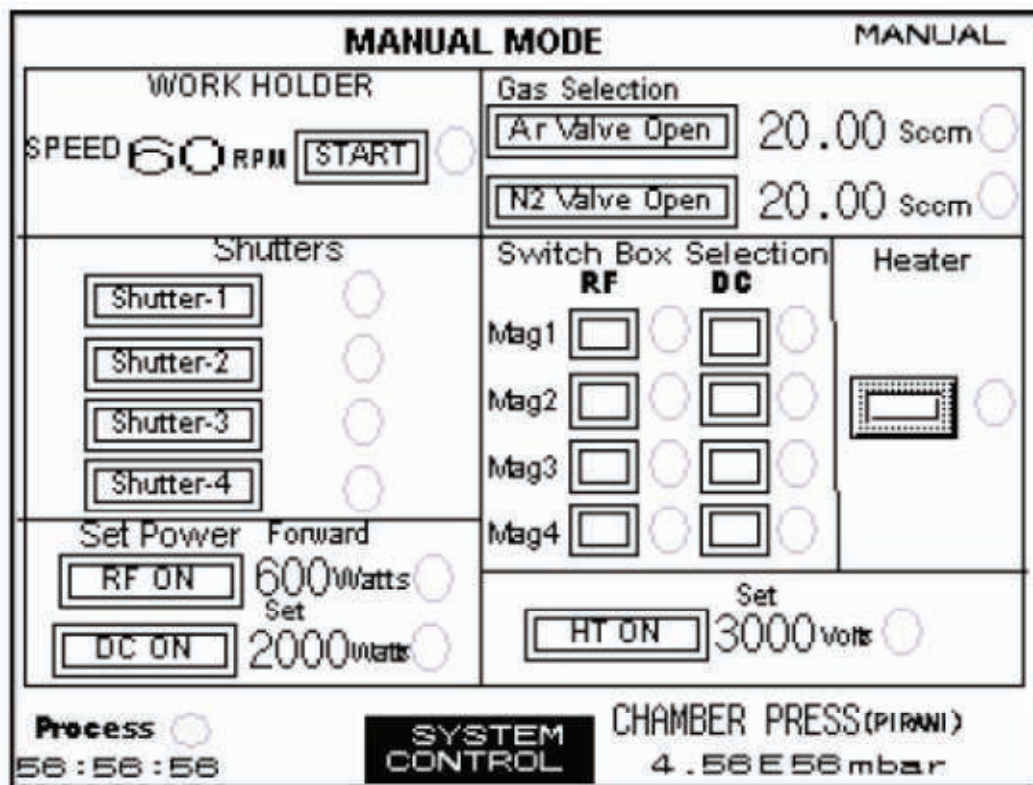 MANUAL MODE
MANUAL
WORK HOLDER
SPEED 60 RPM START
Gas Selection
Ar Valve Open 20.00 Sccm
N2 Valve Open 20.00 Sccm
Shutters
Shutter-1
Shutter-2
Shutter-3
Shutter-4
Switch Box Selection
RF DC
Mag1
Mag2
Mag3
Mag4
Heater
Set Power Forward
RF ON 600 Watts
Set
DC ON 2000 Watts
Set
HT ON 3000 Volts
Process
56:56:56
SYSTEM
CONTROL
CHAMBER PRESS(PIRANI)
4.56E56 mbar